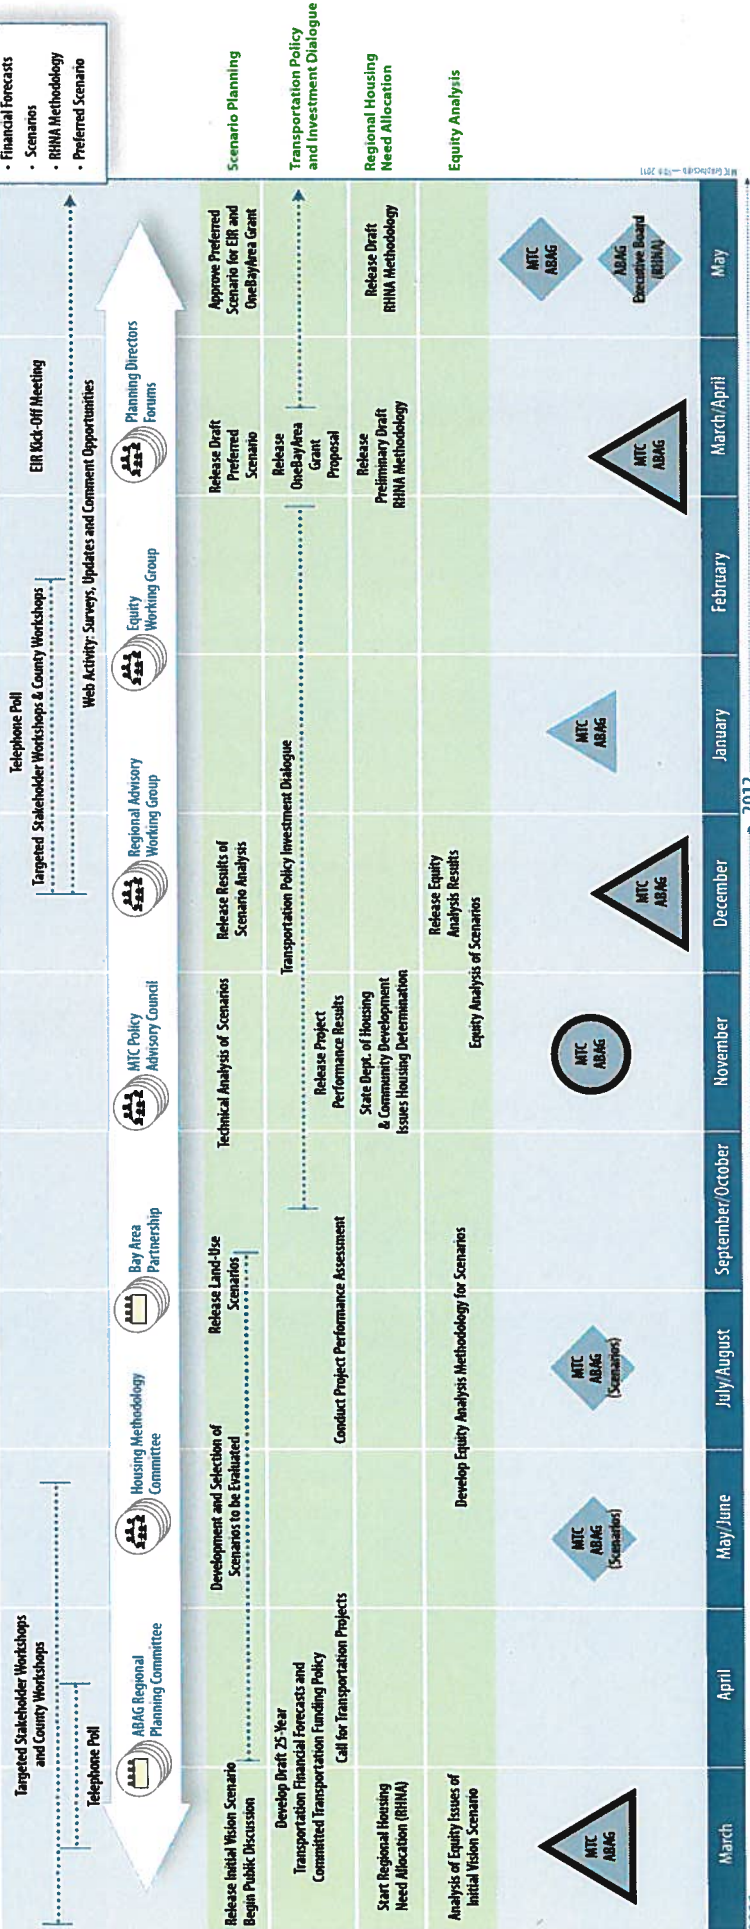 Targeted Stakeholder Workshops
and County Workshops
Telephone Poll
Telephone Poll
Targeted Stakeholder Workshops & County Workshops
EIR Kick-Off Meeting
Web Activity: Surveys, Updates and Comment Opportunities
• Financial Forecasts
• Scenarios
• RHNA Methodology
• Preferred Scenario
ABAG Regional
Planning Committee
Housing Methodology
Committee
Bay Area
Partnership
MTC Policy
Advisory Council
Regional Advisory
Working Group
Equity
Working Group
Planning Directors
Forums
Release Initial Vision Scenario
Begin Public Discussion
Development and Selection of
Scenarios to be Evaluated
Release Land-Use
Scenarios
Technical Analysis of Scenarios
Release Results of
Scenario Analysis
Release Draft
Preferred
Scenario
Approve Preferred
Scenario for EIR and
OneBayArea Grant
Scenario Planning
Develop Draft 25-Year
Transportation Financial Forecasts and
Committed Transportation Funding Policy
Call for Transportation Projects
Conduct Project Performance Assessment
Transportation Policy Investment Dialogue
Release Project
Performance Results
Release
OneBayArea
Grant
Proposal
Transportation Policy
and Investment Dialogue
Start Regional Housing
Need Allocation (RHNA)
State Dept. of Housing
& Community Development
Issues Housing Determination
Release
Preliminary Draft
RHNA Methodology
Release Draft
RHNA Methodology
Regional Housing
Need Allocation
Analysis of Equity Issues of
Initial Vision Scenario
Develop Equity Analysis Methodology for Scenarios
Release Equity
Analysis Results
Equity Analysis of Scenarios
Equity Analysis
MTC
ABAG
MTC
ABAG
(Scenarios)
MTC
ABAG
(Scenarios)
MTC
ABAG
MTC
ABAG
MTC
ABAG
MTC
ABAG
MTC
ABAG
ABAG
Executive Board
(RHNA)
March
April
May/June
July/August
September/October
November
December
January
February
March/April
May
2012